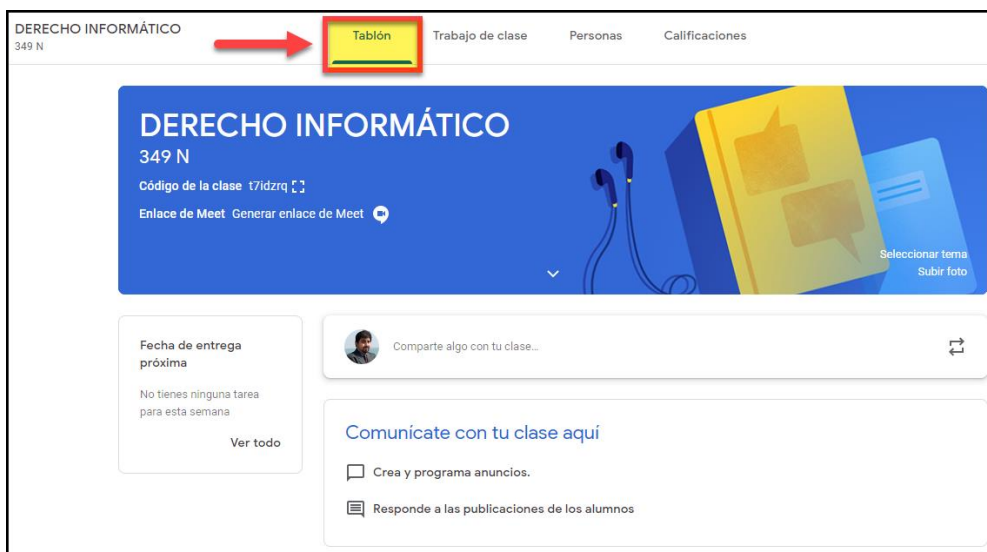 DERECHO INFORMÁTICO
349 N
Tablón
Trabajo de clase
Personas
Calificaciones
DERECHO INFORMÁTICO
349 N
Código de la clase t7idzrq
Enlace de Meet Generar enlace de Meet
Seleccionar tema
Subir foto
Fecha de entrega
próxima
No tienes ninguna tarea
para esta semana
Ver todo
Comparte algo con tu clase...
Comunícate con tu clase aquí
Crea y programa anuncios.
Responde a las publicaciones de los alumnos